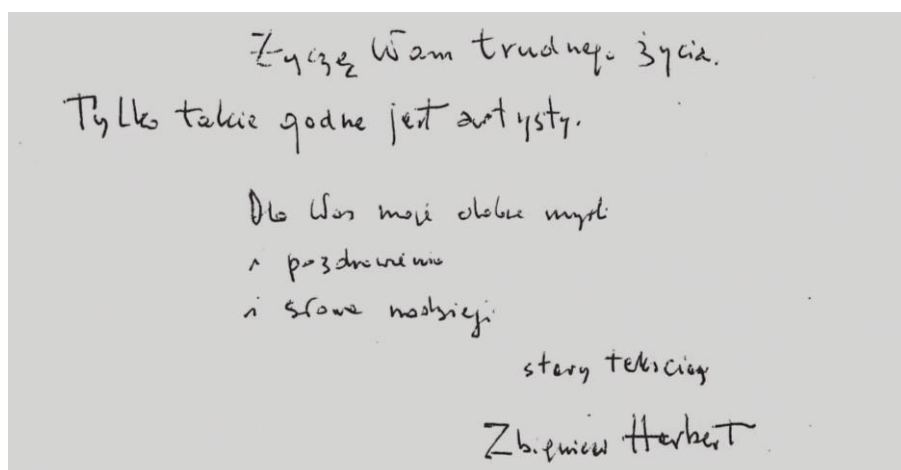 Życzę Wam trudnego życia.
Tylko takie godne jest artysty.
Dla Was moje dobre myśli
i pozdrowienia
i słowa nadziei
stary tekściarz
Zbigniew Herbert